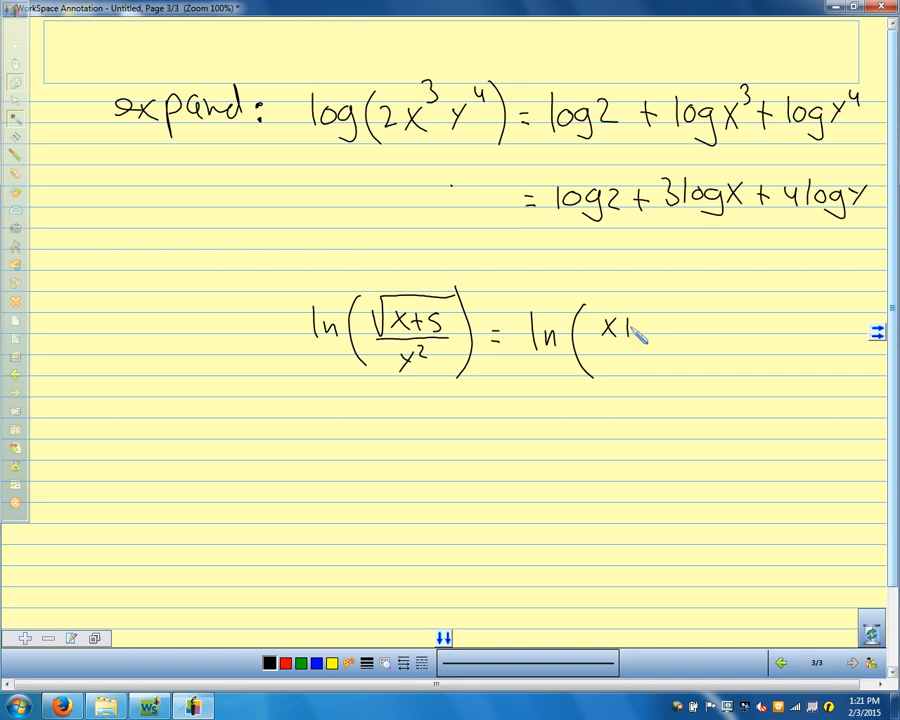 WorkSpace Annotation - Untitled, Page 3/3 (Zoom 100%) *
expand: log(2x³y⁴) = log2 + logx³ + logy⁴
= log2 + 3logx + 4logy
ln(√(x+5)/y²) = ln(x
3/3
1:21 PM
2/3/2015